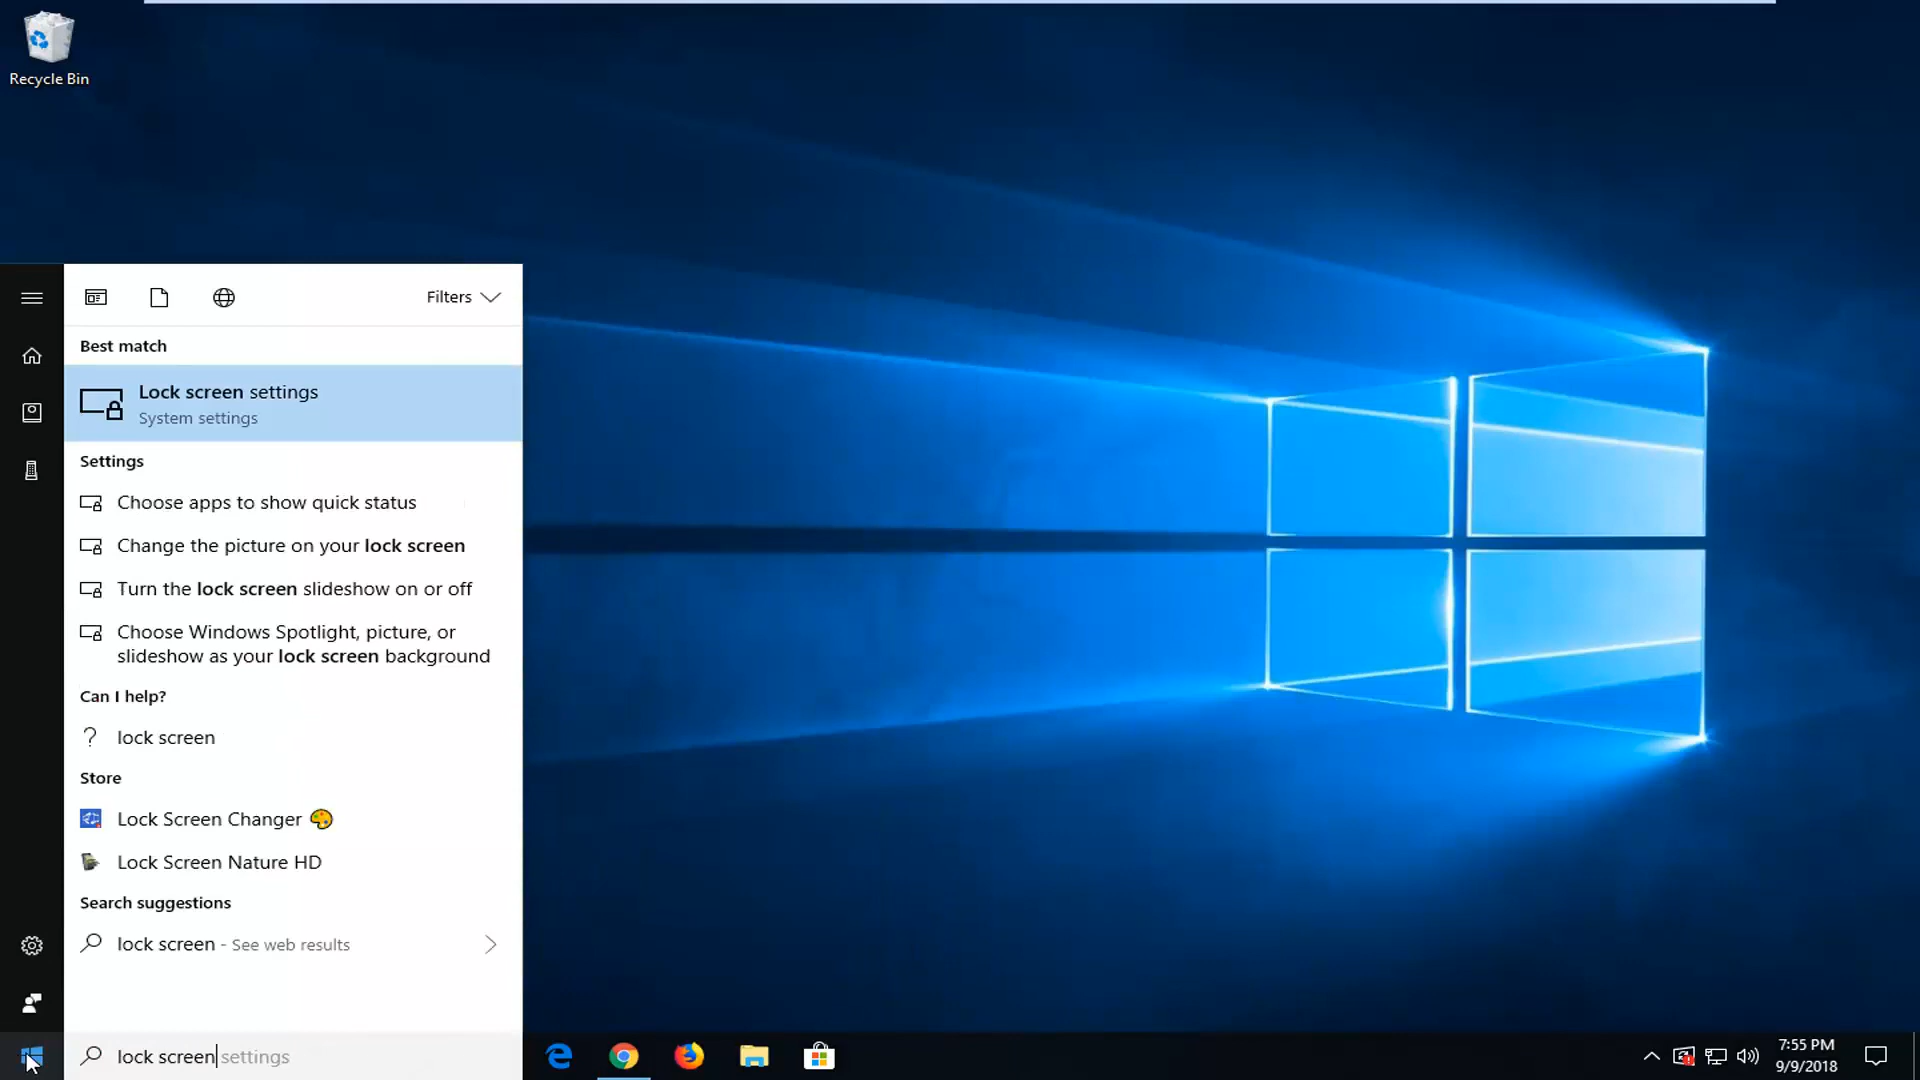 Recycle Bin
Filters
Best match
Lock screen settings
System settings
Settings
Choose apps to show quick status
Change the picture on your lock screen
Turn the lock screen slideshow on or off
Choose Windows Spotlight, picture, or
slideshow as your lock screen background
Can I help?
lock screen
Store
Lock Screen Changer 🎨
Lock Screen Nature HD
Search suggestions
lock screen - See web results
lock screen settings
7:55 PM
9/9/2018